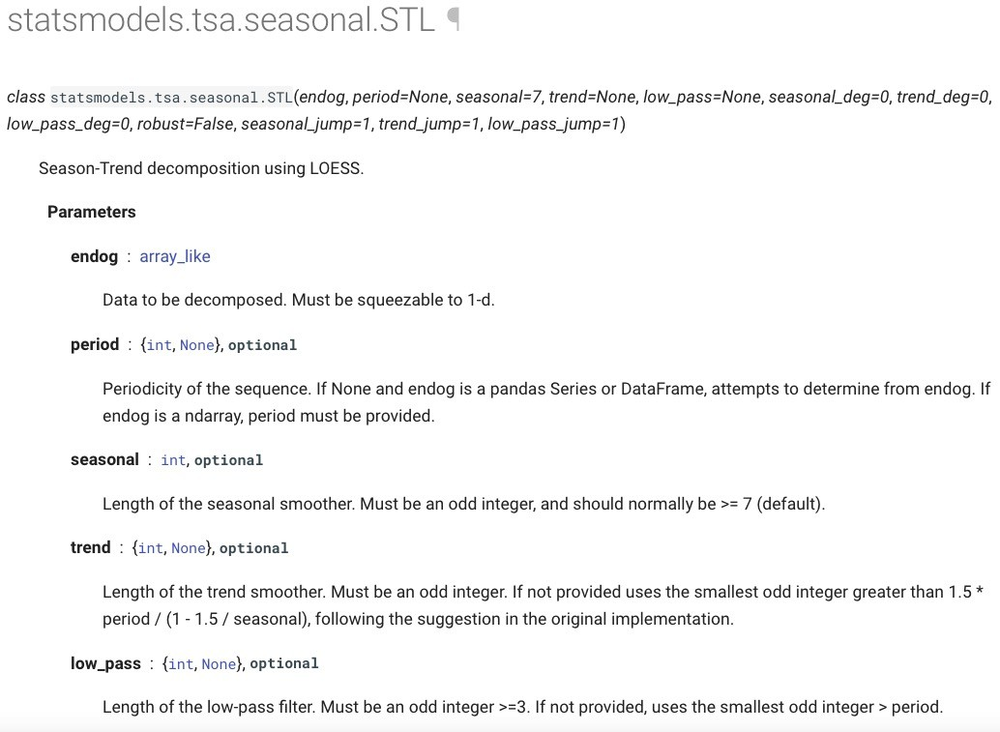 statsmodels.tsa.seasonal.STL ¶
class statsmodels.tsa.seasonal.STL(endog, period=None, seasonal=7, trend=None, low_pass=None, seasonal_deg=0, trend_deg=0,
low_pass_deg=0, robust=False, seasonal_jump=1, trend_jump=1, low_pass_jump=1)
Season-Trend decomposition using LOESS.
Parameters
endog : array_like
Data to be decomposed. Must be squeezable to 1-d.
period : {int, None}, optional
Periodicity of the sequence. If None and endog is a pandas Series or DataFrame, attempts to determine from endog. If
endog is a ndarray, period must be provided.
seasonal : int, optional
Length of the seasonal smoother. Must be an odd integer, and should normally be >= 7 (default).
trend : {int, None}, optional
Length of the trend smoother. Must be an odd integer. If not provided uses the smallest odd integer greater than 1.5 *
period / (1 - 1.5 / seasonal), following the suggestion in the original implementation.
low_pass : {int, None}, optional
Length of the low-pass filter. Must be an odd integer >=3. If not provided, uses the smallest odd integer > period.